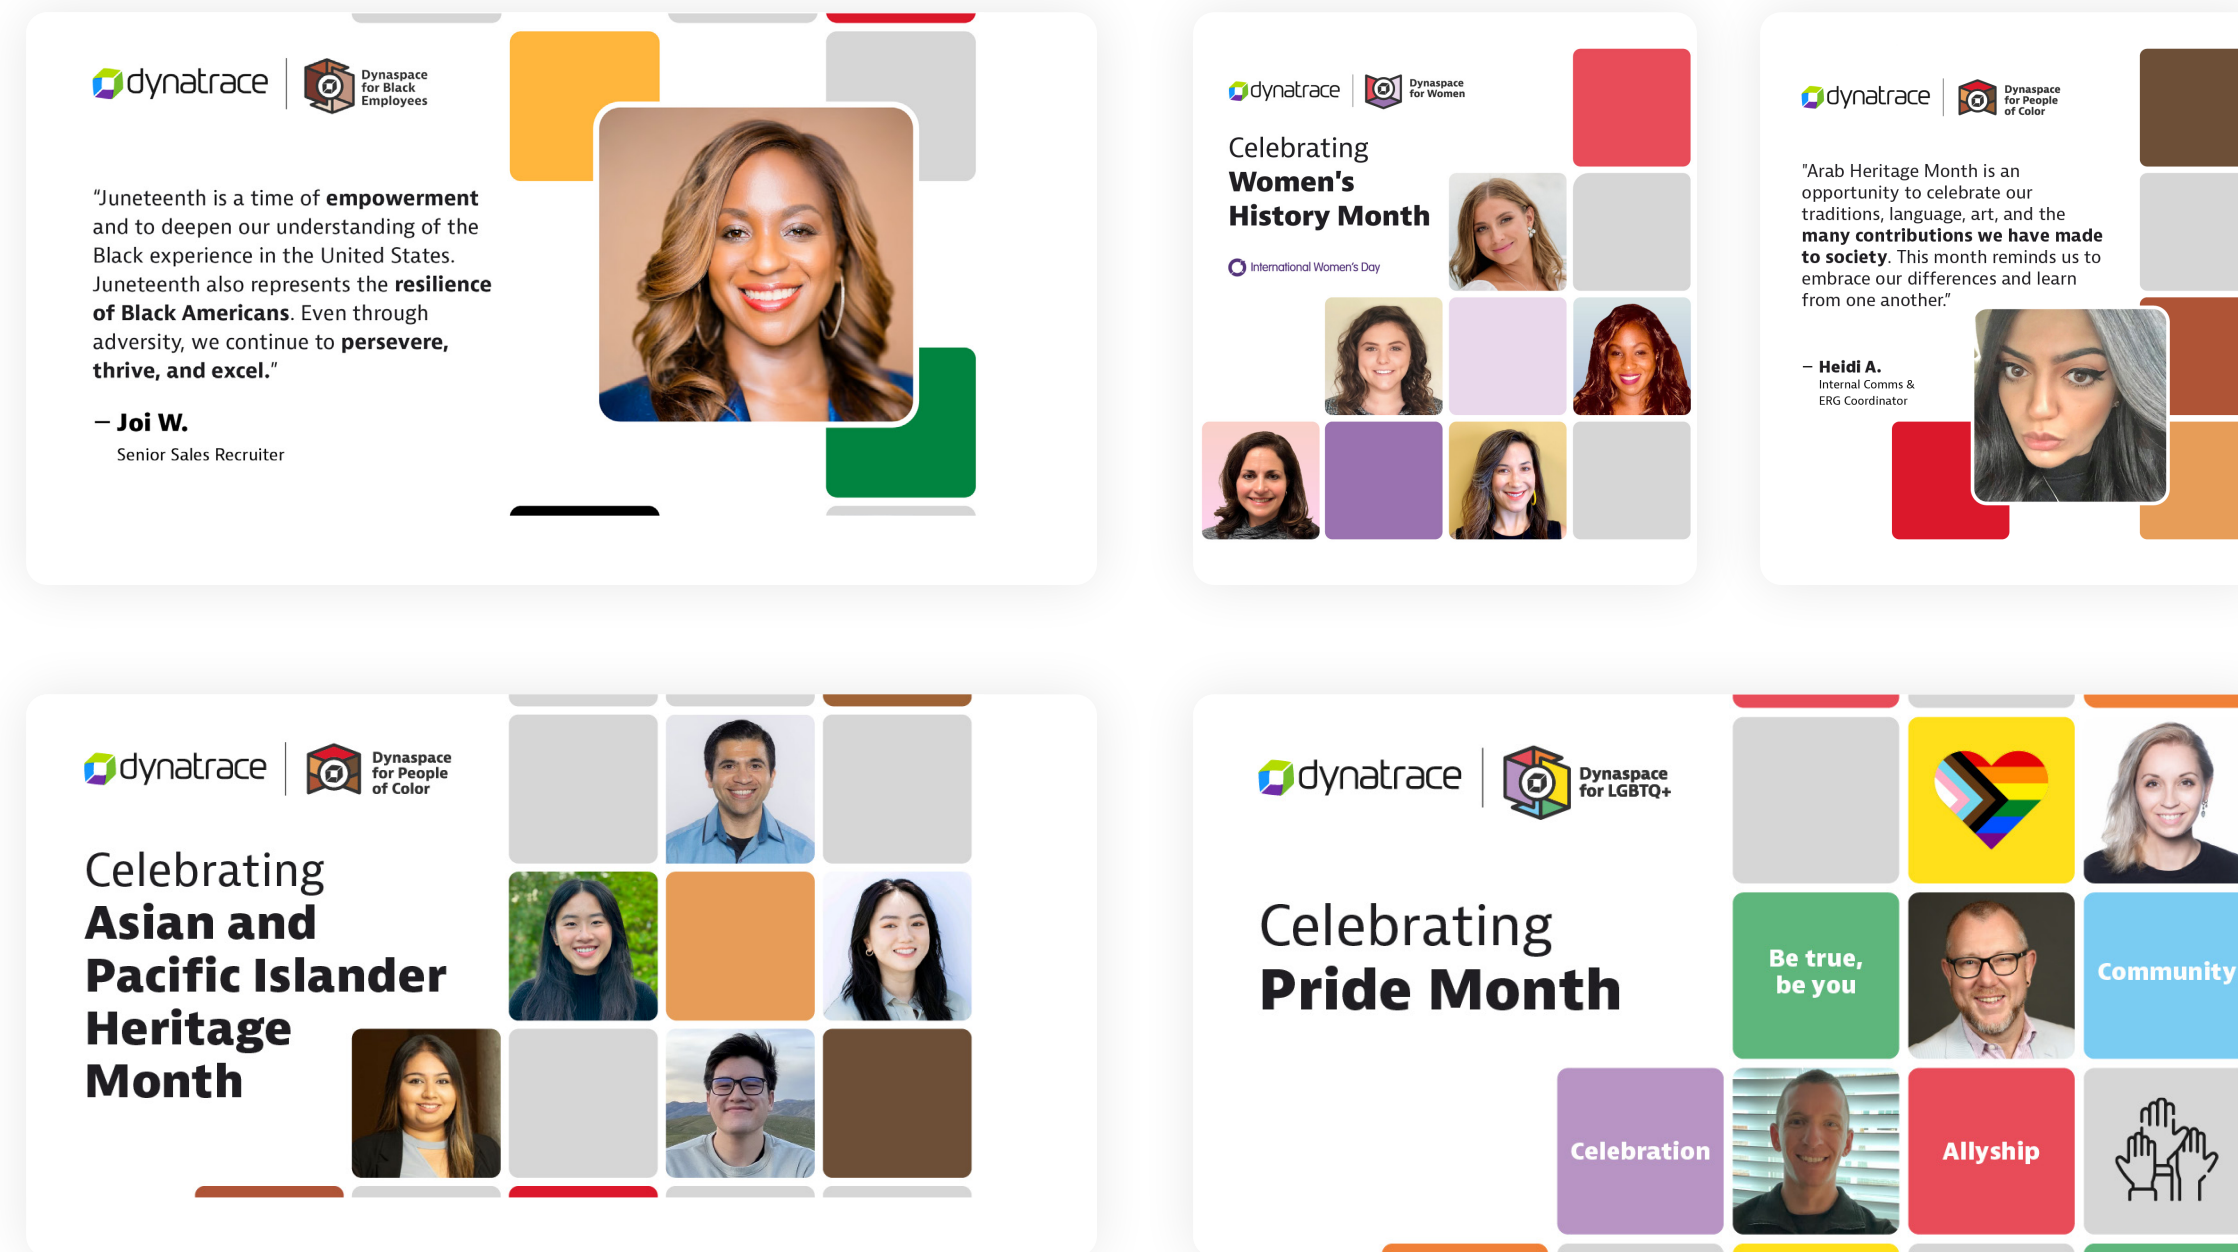 dynatrace
Dynaspace
for Black
Employees
“Juneteenth is a time of empowerment
and to deepen our understanding of the
Black experience in the United States.
Juneteenth also represents the resilience
of Black Americans. Even through
adversity, we continue to persevere,
thrive, and excel.”
– Joi W.
Senior Sales Recruiter
dynatrace
Dynaspace
for Women
Celebrating
Women's
History Month
International Women's Day
dynatrace
Dynaspace
for People
of Color
"Arab Heritage Month is an
opportunity to celebrate our
traditions, language, art, and the
many contributions we have made
to society. This month reminds us to
embrace our differences and learn
from one another."
– Heidi A.
Internal Comms &
ERG Coordinator
dynatrace
Dynaspace
for People
of Color
Celebrating
Asian and
Pacific Islander
Heritage
Month
dynatrace
Dynaspace
for LGBTQ+
Celebrating
Pride Month
Be true,
be you
Community
Celebration
Allyship